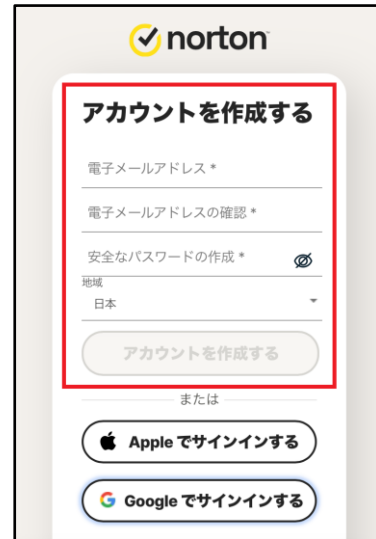 norton
アカウントを作成する
電子メールアドレス *
電子メールアドレスの確認 *
安全なパスワードの作成 *
地域
日本
アカウントを作成する
または
Apple でサインインする
Google でサインインする